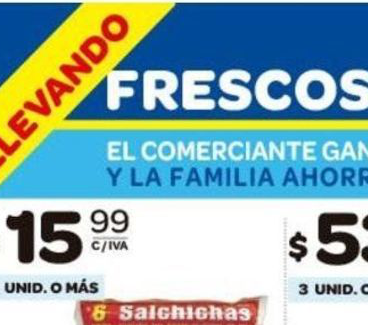 LLEVANDO
FRESCOS
EL COMERCIANTE GAN
Y LA FAMILIA AHORR
15 99 C/IVA
$ 53
UNID. O MÁS
3 UNID. O
6 Salchichas